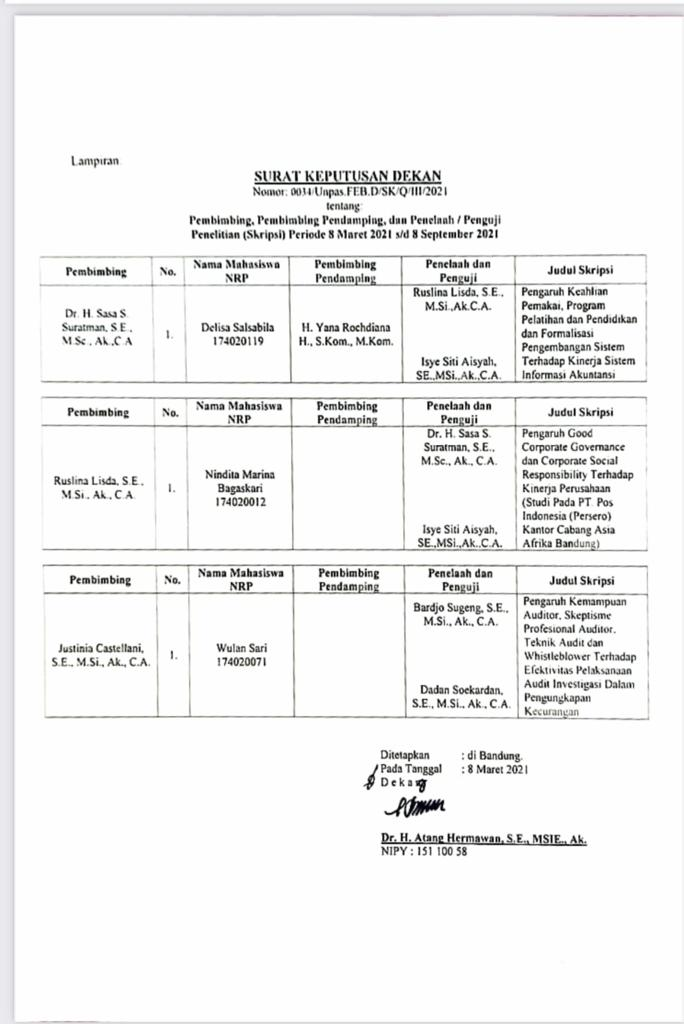 Lampiran
SURAT KEPUTUSAN DEKAN
Nomor: 0034/Unpas.FEB.D/SK/Q/III/2021
tentang:
Pembimbing, Pembimbing Pendamping, dan Penelaah / Penguji
Penelitian (Skripsi) Periode 8 Maret 2021 s/d 8 September 2021
Pembimbing No. Nama Mahasiswa NRP Pembimbing Pendamping Penelaah dan Penguji Judul Skripsi
Dr. H. Sasa S.
Suratman, S.E.,
M.Sc., Ak.,C.A
1.
Delisa Salsabila
174020119
H. Yana Rochdiana
H., S.Kom., M.Kom.
Ruslina Lisda, S.E.,
M.Si.,Ak.C.A.
Isye Siti Aisyah,
SE.,MSi.,Ak.,C.A.
Pengaruh Keahlian
Pemakai, Program
Pelatihan dan Pendidikan
dan Formalisasi
Pengembangan Sistem
Terhadap Kinerja Sistem
Informasi Akuntansi
Pembimbing No. Nama Mahasiswa NRP Pembimbing Pendamping Penelaah dan Penguji Judul Skripsi
Ruslina Lisda, S.E.,
M.Si., Ak., C.A.
1.
Nindita Marina
Bagaskari
174020012
Dr. H. Sasa S.
Suratman, S.E.,
M.Sc., Ak., C.A.
Isye Siti Aisyah,
SE.,MSi.,Ak.,C.A.
Pengaruh Good
Corporate Governance
dan Corporate Social
Responsibility Terhadap
Kinerja Perusahaan
(Studi Pada PT. Pos
Indonesia (Persero)
Kantor Cabang Asia
Afrika Bandung)
Pembimbing No. Nama Mahasiswa NRP Pembimbing Pendamping Penelaah dan Penguji Judul Skripsi
Justinia Castellani,
S.E., M.Si., Ak., C.A.
1.
Wulan Sari
174020071
Bardjo Sugeng, S.E.,
M.Si., Ak., C.A.
Dadan Soekardan,
S.E., M.Si., Ak., C.A.
Pengaruh Kemampuan
Auditor, Skeptisme
Profesional Auditor,
Teknik Audit dan
Whistleblower Terhadap
Efektivitas Pelaksanaan
Audit Investigasi Dalam
Pengungkapan
Kecurangan
Ditetapkan : di Bandung.
Pada Tanggal : 8 Maret 2021
Dekan
Dr. H. Atang Hermawan, S.E., MSIE., Ak.
NIPY : 151 100 58